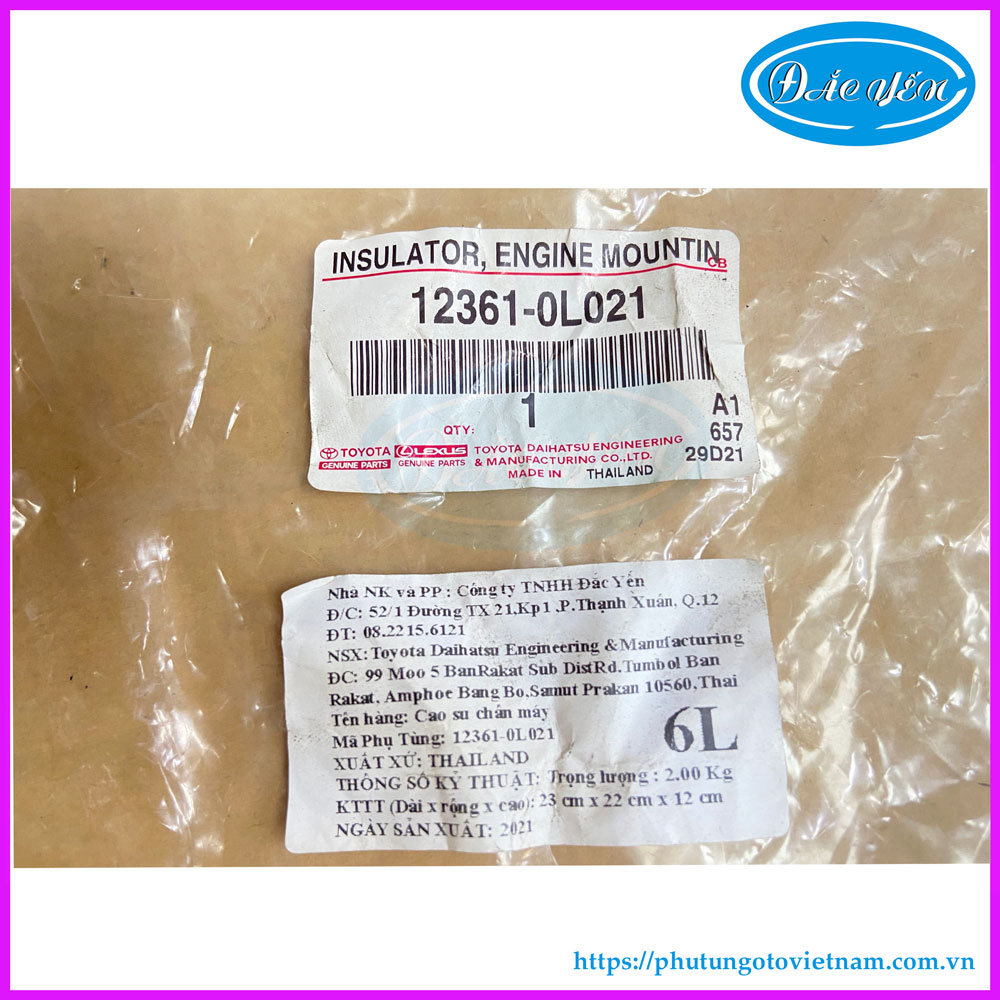 ĐẮC YẾN
INSULATOR, ENGINE MOUNTIN
CB
12361-0L021
QTY: 1
A1
657
29D21
TOYOTA
GENUINE PARTS
LEXUS
GENUINE PARTS
TOYOTA DAIHATSU ENGINEERING
& MANUFACTURING CO.,LTD.
MADE IN THAILAND
Nhà NK và PP : Công ty TNHH Đắc Yến
Đ/C: 52/1 Đường TX 21,Kp1 ,P.Thạnh Xuân, Q.12
ĐT: 08.2215.6121
NSX: Toyota Daihatsu Engineering &Manufacturing
ĐC: 99 Moo 5 BanRakat Sub DistRd,Tumbol Ban
Rakat, Amphoe Bang Bo,Samut Prakan 10560,Thai
Tên hàng: Cao su chân máy
Mã Phụ Tùng: 12361-0L021
6L
XUẤT XỨ: THAILAND
THÔNG SỐ KỸ THUẬT: Trọng lượng : 2.00 Kg
KTTT (Dài x rộng x cao): 23 cm x 22 cm x 12 cm
NGÀY SẢN XUẤT: 2021
https://phutungotovietnam.com.vn